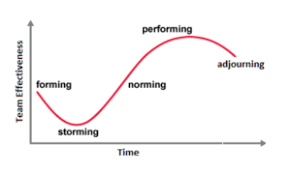 performing
adjourning
forming
norming
storming
Team Effectiveness
Time